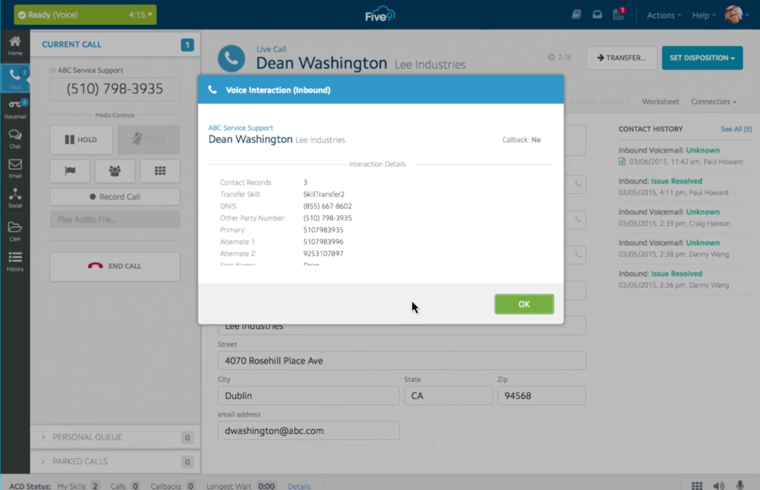 Ready (Voice) 4:15
Five9
1
Actions
Help
Home
Voice
Voicemail
Chat
Email
Social
CRM
History
CURRENT CALL 1
ABC Service Support
(510) 798-3935
Media Controls
HOLD
MUTE
Record Call
Play Audio File...
END CALL
PERSONAL QUEUE 0
PARKED CALLS 0
Live Call
Dean Washington Lee Industries
2:38
TRANSFER...
SET DISPOSITION
Contact Record
Worksheet
Connectors
Voice Interaction (Inbound)
ABC Service Support
Dean Washington Lee Industries
Callback: No
Interaction Details
Contact Records: 3
Transfer Skill: SkillTransfer2
DNIS: (855) 667-8602
Other Party Number: (510) 798-3935
Primary: 5107983935
Alternate 1: 5107983996
Alternate 2: 9253107897
First Name: Dean
OK
Lee Industries
Street
4070 Rosehill Place Ave
City
State
Zip
Dublin
CA
94568
email address
dwashington@abc.com
CONTACT HISTORY See All (5)
Inbound Voicemail: Unknown
03/06/2015, 11:42 am, Paul Howard
Inbound: Issue Resolved
03/05/2015, 4:11 pm, Paul Howard
Inbound Voicemail: Unknown
03/05/2015, 2:39 pm, Craig Hanson
Inbound Voicemail: Unknown
03/05/2015, 2:38 pm, Danny Wang
Inbound: Issue Resolved
03/05/2015, 2:36 pm, Danny Wang
ACD Status: My Skills 2 Calls 0 Callbacks 0 Longest Wait 0:00 Details